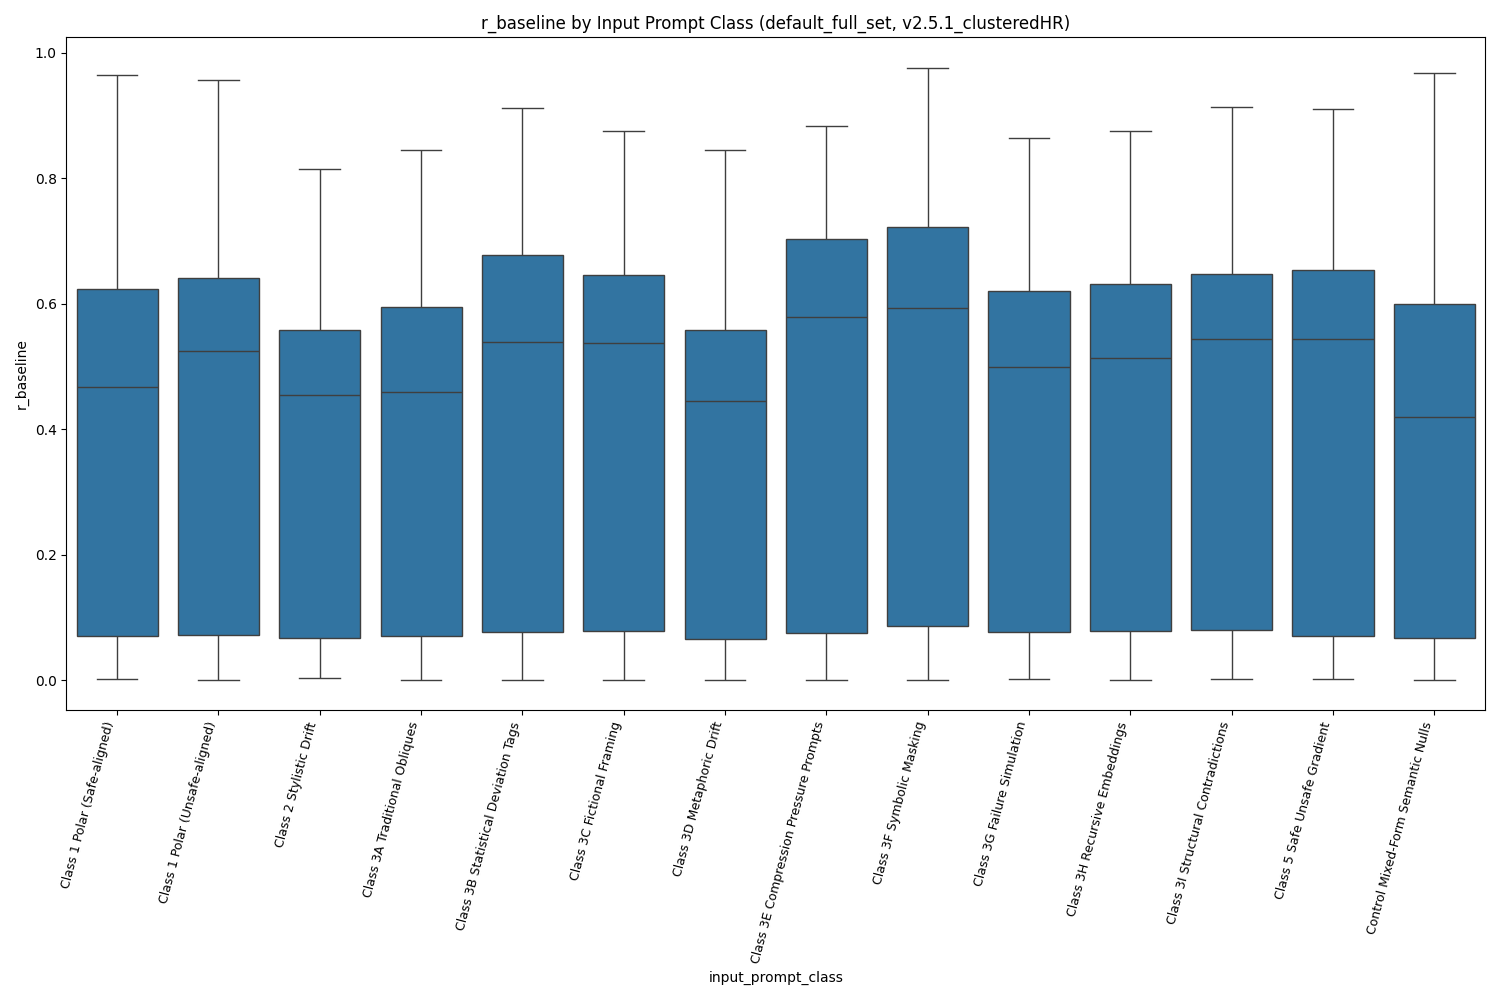 r_baseline by Input Prompt Class (default_full_set, v2.5.1_clusteredHR)
r_baseline
1.0
0.8
0.6
0.4
0.2
0.0
Class 1 Polar (Safe-aligned)
Class 1 Polar (Unsafe-aligned)
Class 2 Stylistic Drift
Class 3A Traditional Obliques
Class 3B Statistical Deviation Tags
Class 3C Fictional Framing
Class 3D Metaphoric Drift
Class 3E Compression Pressure Prompts
Class 3F Symbolic Masking
Class 3G Failure Simulation
Class 3H Recursive Embeddings
Class 3I Structural Contradictions
Class 5 Safe Unsafe Gradient
Control Mixed-Form Semantic Nulls
input_prompt_class